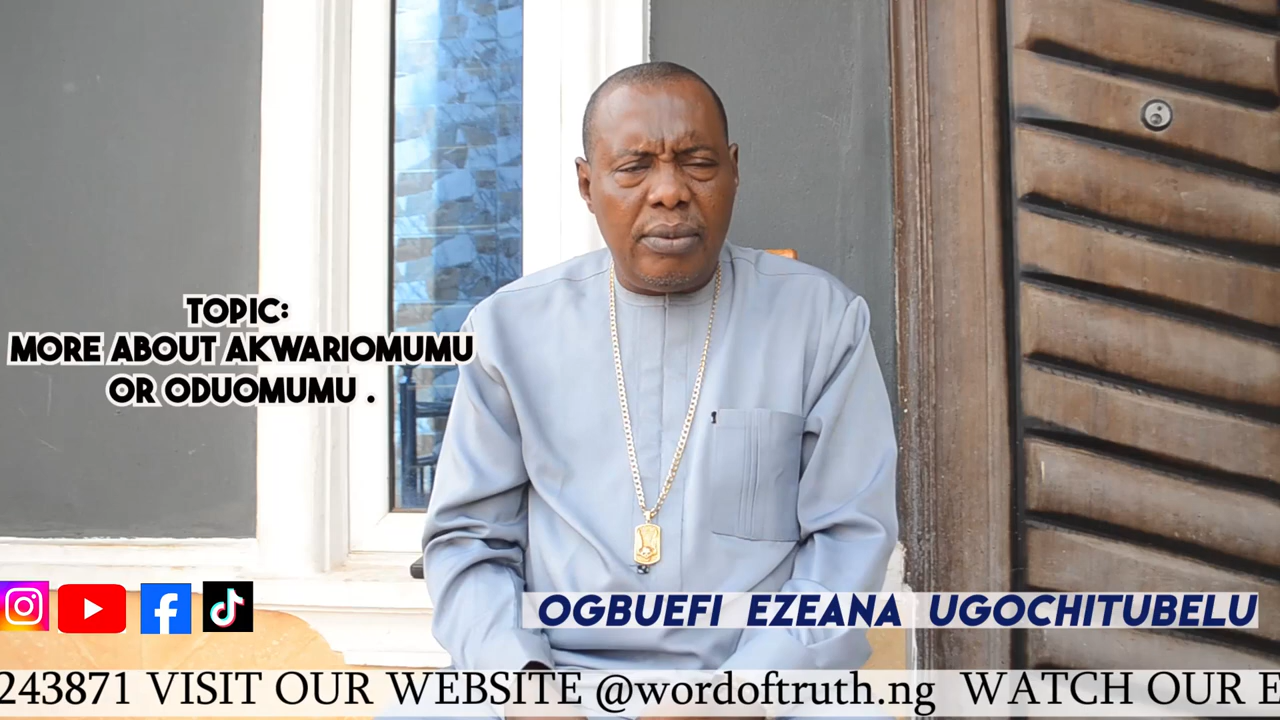 TOPIC:
MORE ABOUT AKWARIOMUMU
OR ODUOMUMU .
OGBUEFI EZEANA UGOCHITUBELU
243871 VISIT OUR WEBSITE @wordoftruth.ng WATCH OUR E